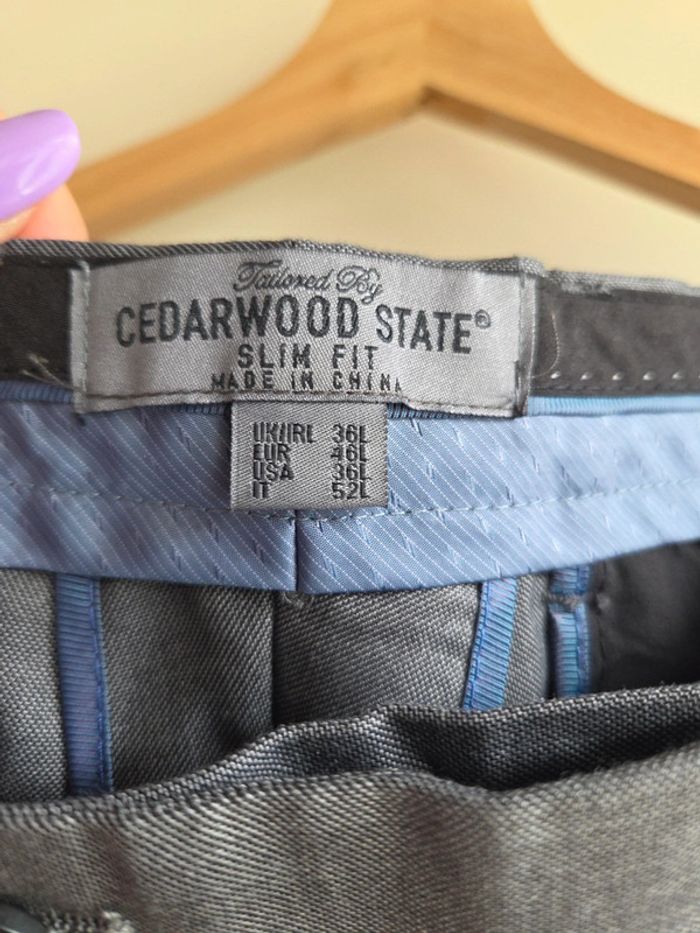 Tailored By
CEDARWOOD STATE®
SLIM FIT
MADE IN CHINA
UK/IRL 36L
EUR 46L
USA 36L
IT 52L